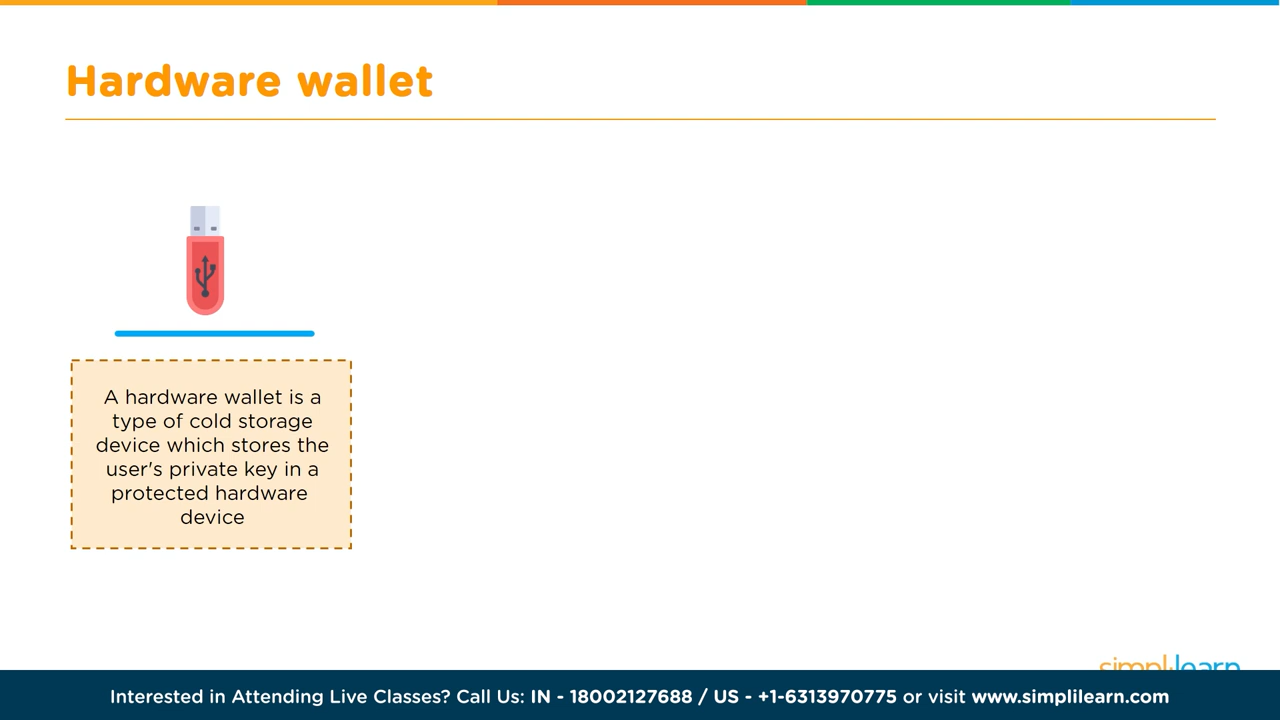 Hardware wallet
A hardware wallet is a
type of cold storage
device which stores the
user's private key in a
protected hardware
device
simplilearn
Interested in Attending Live Classes? Call Us: IN - 18002127688 / US - +1-6313970775 or visit www.simplilearn.com